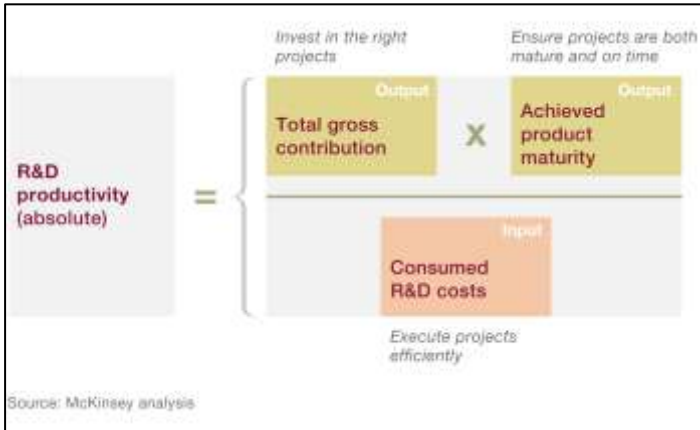 Invest in the right
projects
Ensure projects are both
mature and on time
Output
Total gross
contribution
X
Output
Achieved
product
maturity
R&D
productivity
(absolute)
=
Input
Consumed
R&D costs
Execute projects
efficiently
Source: McKinsey analysis